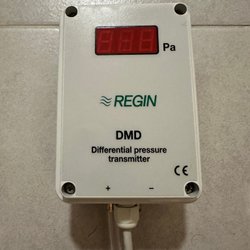 Pa
REGIN
DMD
Differential pressure
transmitter
CE
+ −